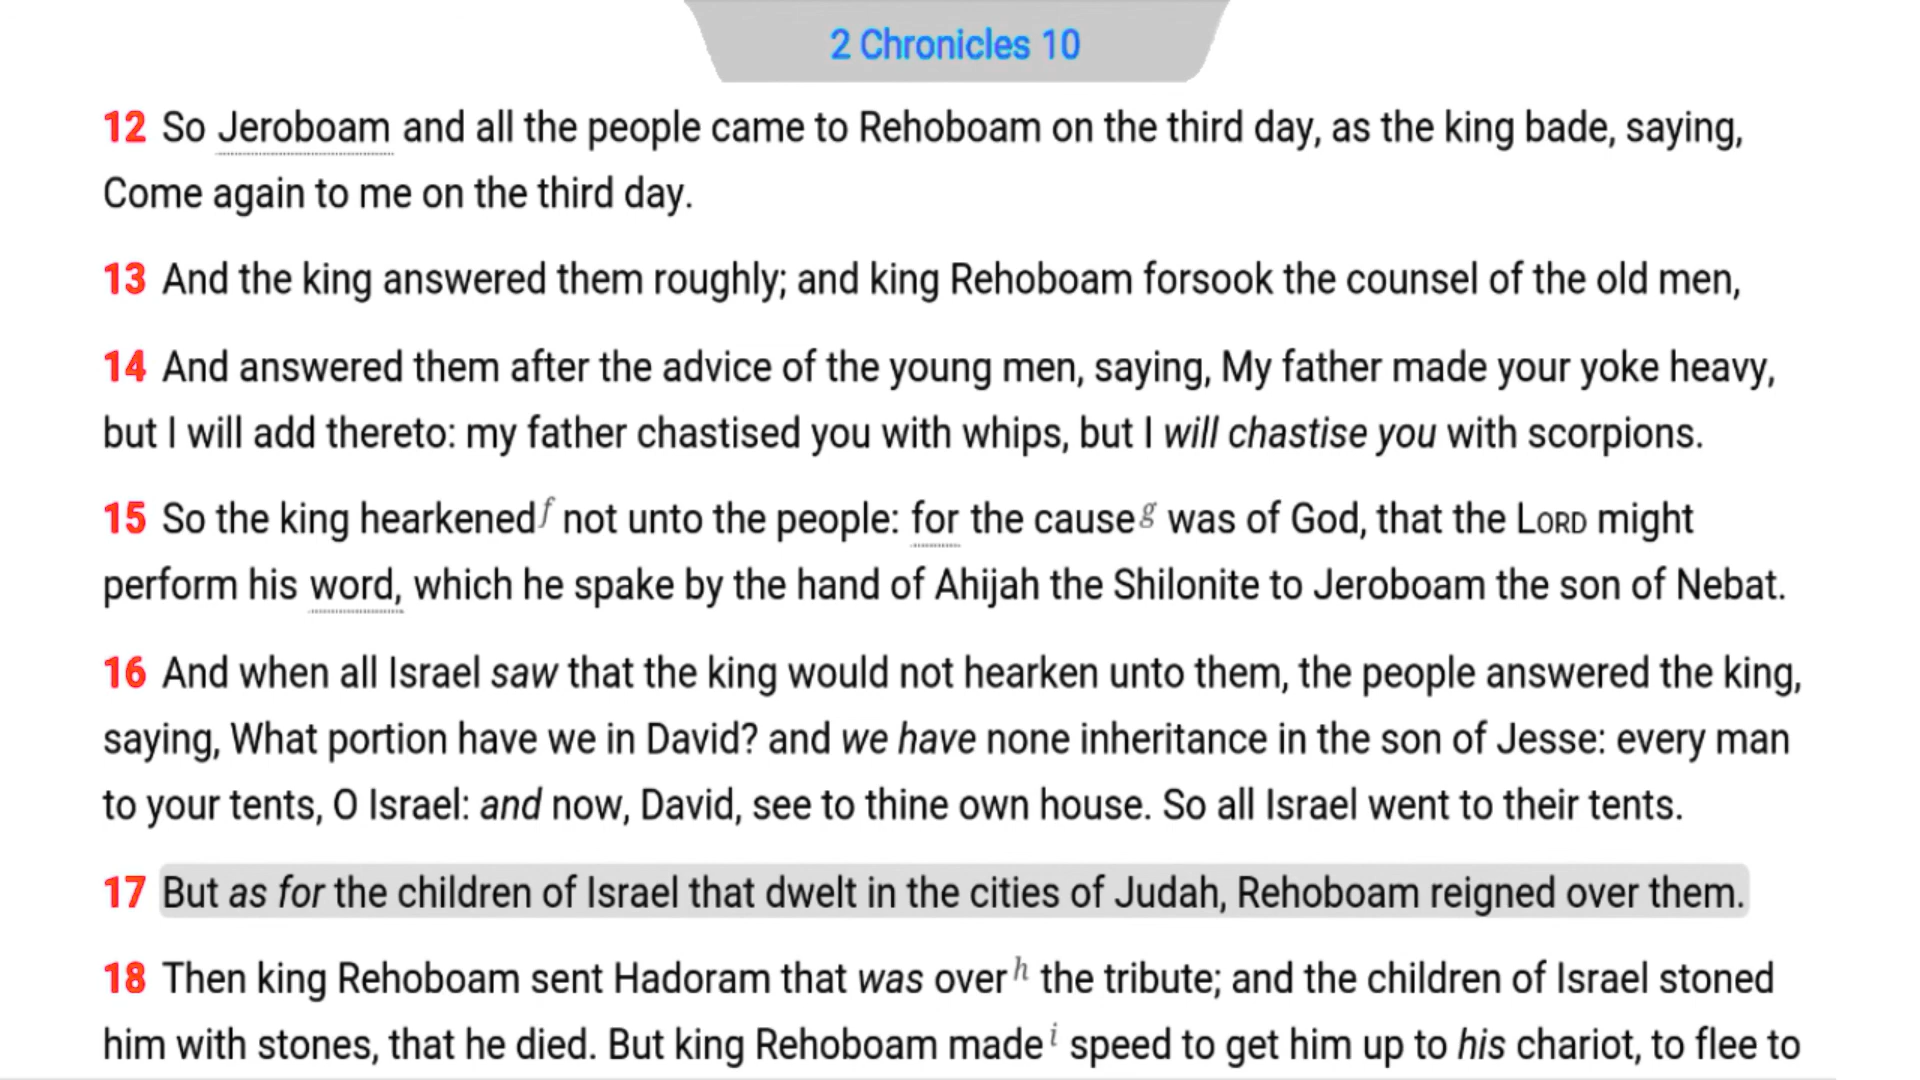 2 Chronicles 10
12 So Jeroboam and all the people came to Rehoboam on the third day, as the king bade, saying,
Come again to me on the third day.
13 And the king answered them roughly; and king Rehoboam forsook the counsel of the old men,
14 And answered them after the advice of the young men, saying, My father made your yoke heavy,
but I will add thereto: my father chastised you with whips, but I will chastise you with scorpions.
15 So the king hearkened f not unto the people: for the cause g was of God, that the LORD might
perform his word, which he spake by the hand of Ahijah the Shilonite to Jeroboam the son of Nebat.
16 And when all Israel saw that the king would not hearken unto them, the people answered the king,
saying, What portion have we in David? and we have none inheritance in the son of Jesse: every man
to your tents, O Israel: and now, David, see to thine own house. So all Israel went to their tents.
17 But as for the children of Israel that dwelt in the cities of Judah, Rehoboam reigned over them.
18 Then king Rehoboam sent Hadoram that was over h the tribute; and the children of Israel stoned
him with stones, that he died. But king Rehoboam made i speed to get him up to his chariot, to flee to